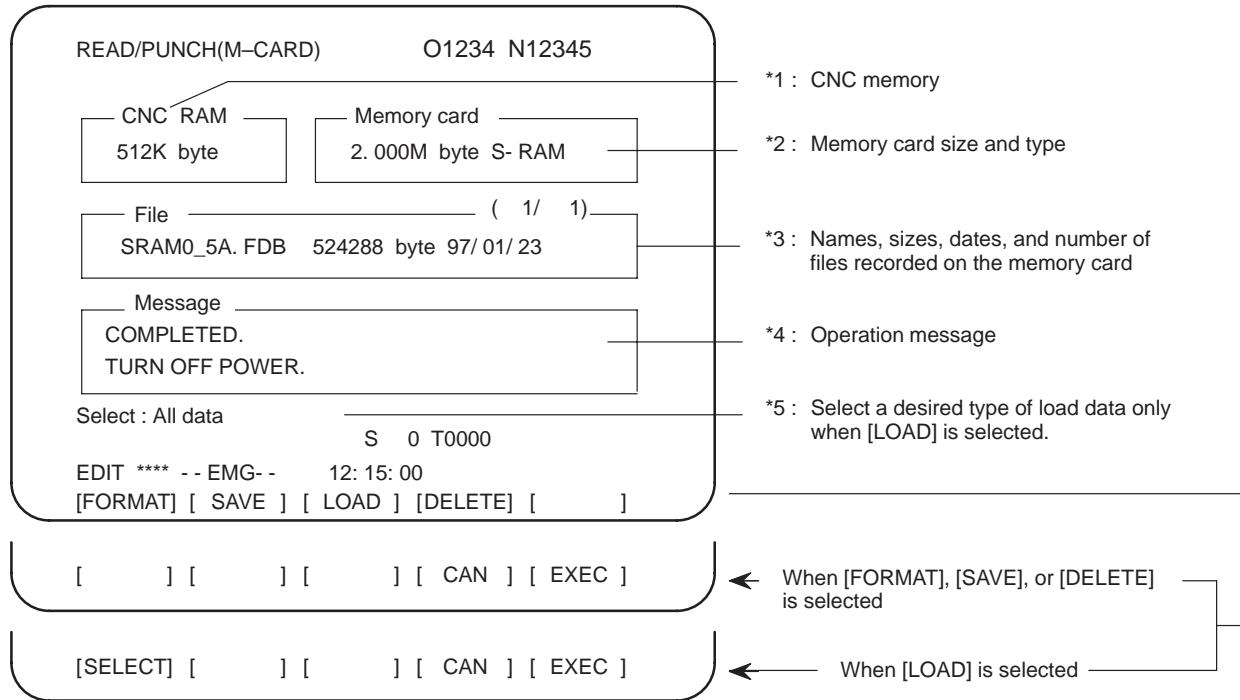 READ/PUNCH(M–CARD) O1234 N12345
*1 : CNC memory
CNC RAM Memory card
512K byte 2. 000M byte S- RAM
*2 : Memory card size and type
File ( 1/ 1)
SRAM0_5A. FDB 524288 byte 97/ 01/ 23
*3 : Names, sizes, dates, and number of
files recorded on the memory card
Message
COMPLETED.
TURN OFF POWER.
*4 : Operation message
Select : All data
*5 : Select a desired type of load data only
when [LOAD] is selected.
S 0 T0000
EDIT **** - - EMG- - 12: 15: 00
[FORMAT] [ SAVE ] [ LOAD ] [DELETE] [ ]
[ ] [ ] [ ] [ CAN ] [ EXEC ]
When [FORMAT], [SAVE], or [DELETE]
is selected
[SELECT] [ ] [ ] [ CAN ] [ EXEC ]
When [LOAD] is selected